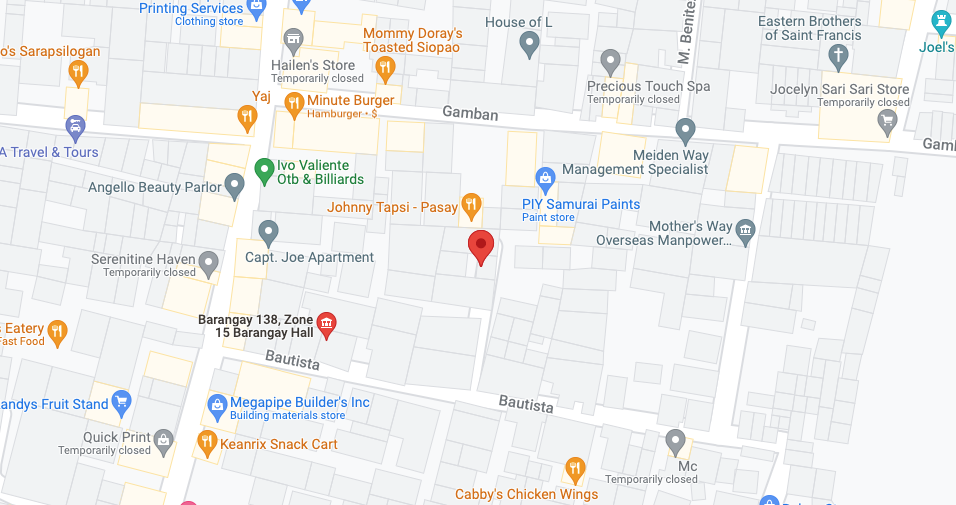 Printing Services
Clothing store
House of L
M. Benite
Eastern Brothers
of Saint Francis
Joel's
o's Sarapsilogan
Mommy Doray's
Toasted Siopao
Hailen's Store
Temporarily closed
Precious Touch Spa
Temporarily closed
Jocelyn Sari Sari Store
Temporarily closed
Yaj
Minute Burger
Hamburger • $
Gamban
Gamb
A Travel & Tours
Ivo Valiente
Otb & Billiards
Meiden Way
Management Specialist
Angello Beauty Parlor
Johnny Tapsi - Pasay
PIY Samurai Paints
Paint store
Mother's Way
Overseas Manpower...
Capt. Joe Apartment
Serenitine Haven
Temporarily closed
Barangay 138, Zone
15 Barangay Hall
s Eatery
Fast Food
Bautista
Bautista
andys Fruit Stand
Megapipe Builder's Inc
Building materials store
Quick Print
Temporarily closed
Keanrix Snack Cart
Mc
Temporarily closed
Cabby's Chicken Wings